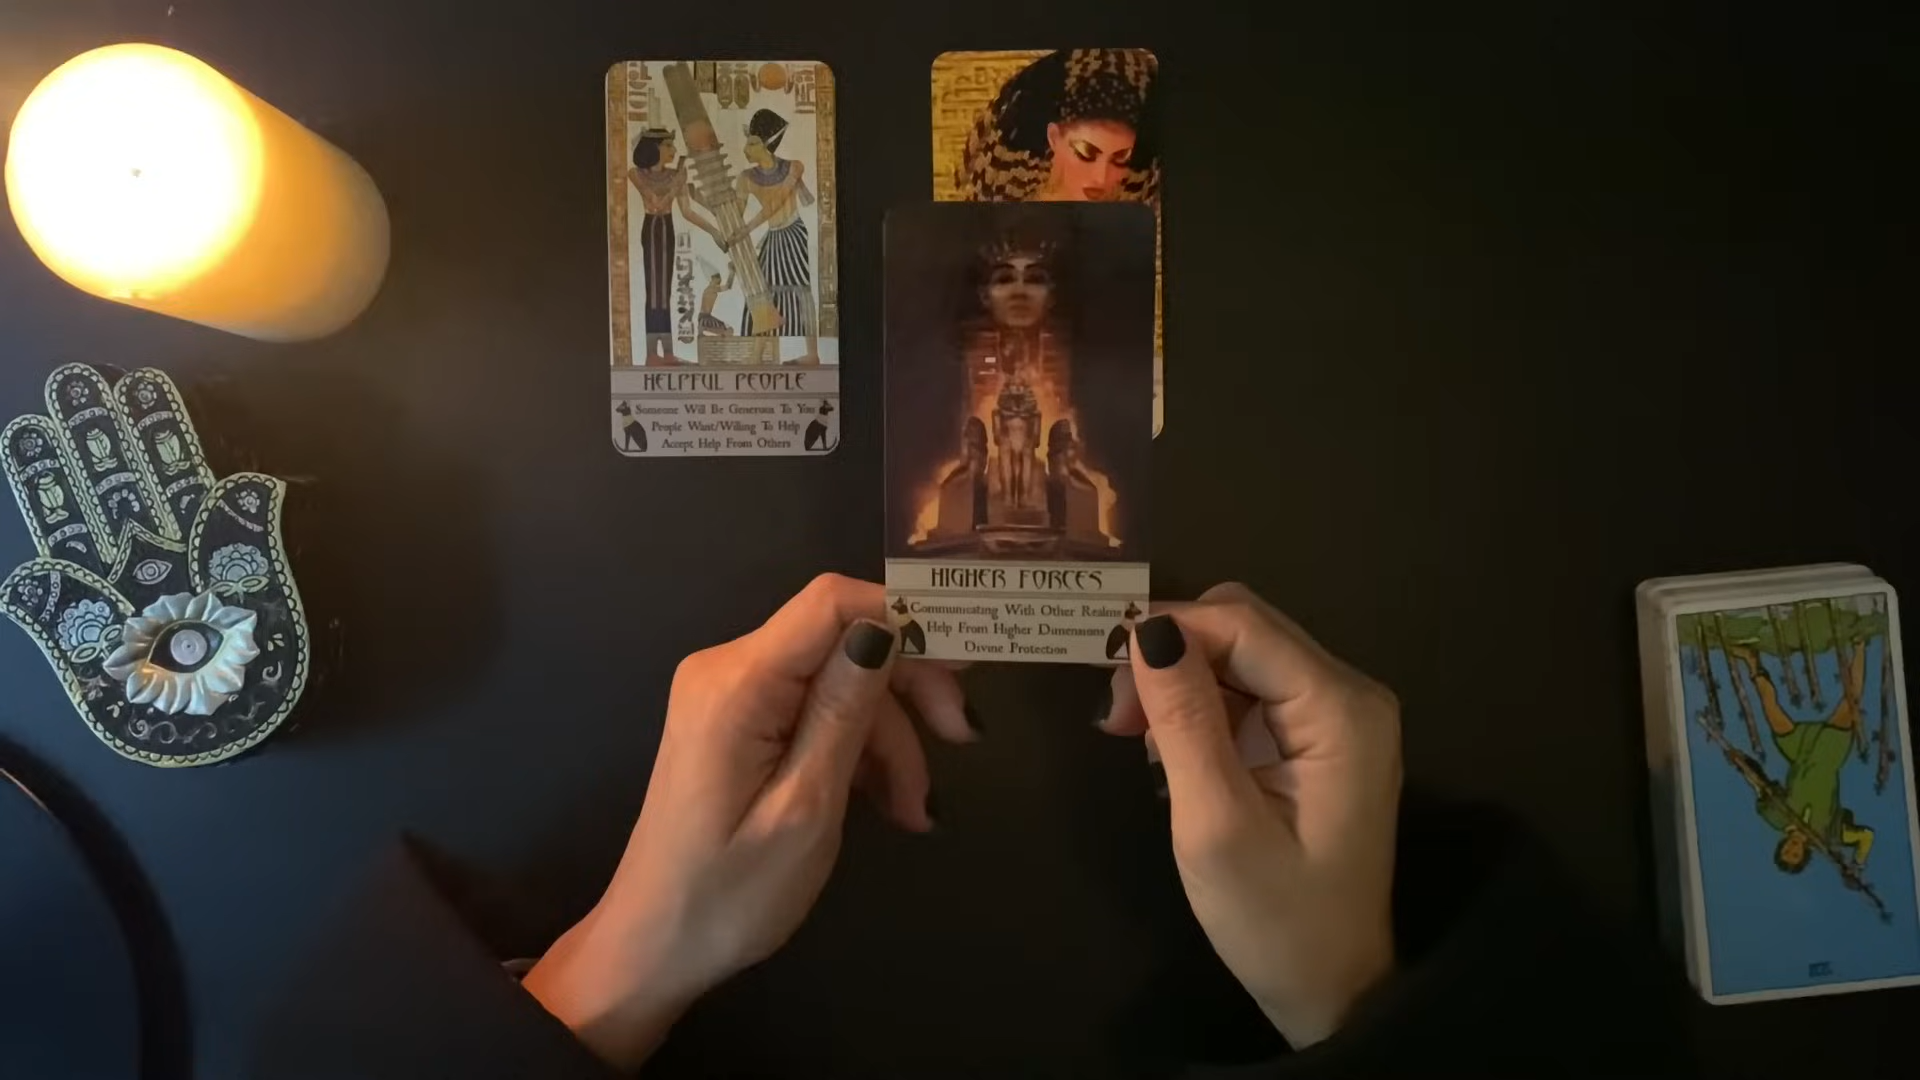 HELPFUL PEOPLE
Someone Will Be Generous To You
People Want/Willing To Help
Accept Help From Others
HIGHER FORCES
Communicating With Other Realms
Help From Higher Dimensions
Divine Protection